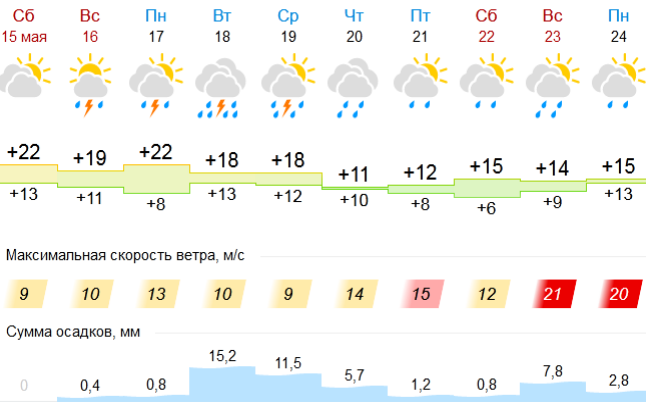 Сб Вс Пн Вт Ср Чт Пт Сб Вс Пн
15 мая 16 17 18 19 20 21 22 23 24
+22 +19 +22 +18 +18 +11 +12 +15 +14 +15
+13 +11 +8 +13 +12 +10 +8 +6 +9 +13
Максимальная скорость ветра, м/с
9 10 13 10 9 14 15 12 21 20
Сумма осадков, мм
0 0,4 0,8 15,2 11,5 5,7 1,2 0,8 7,8 2,8